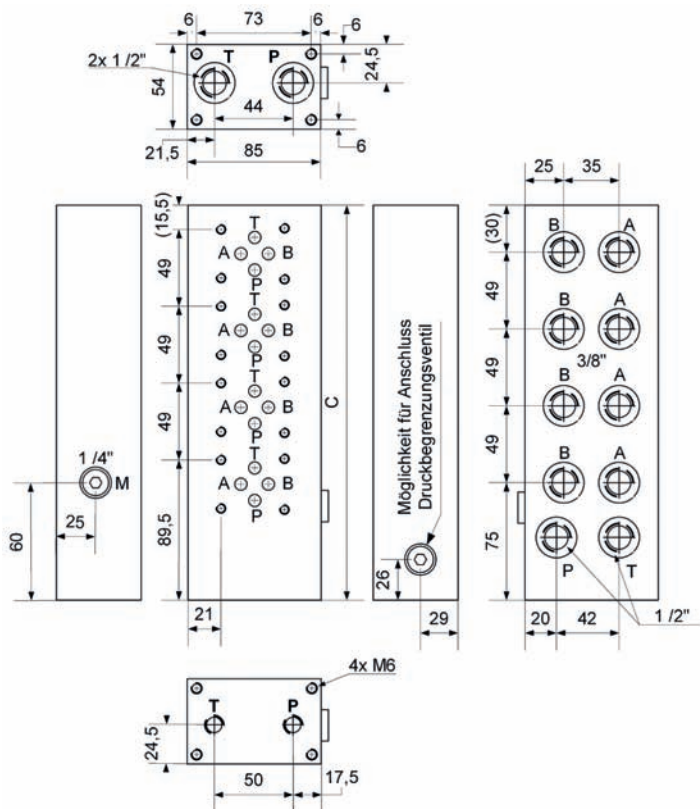 6 73 6
6
2x 1/2" T P
54
24,5
44
21,5
85
6
25 35
(15,5)
T
A B
P
49
T
A B
P
49
T
A B
P
49
T
A B
P
89,5
C
21
1/4"
M
25
60
Möglichkeit für Anschluss
Druckbegrenzungsventil
26
29
(30)
B A
49
B A
3/8"
49
B A
49
B A
75
P T
1/2"
20 42
4x M6
T P
24,5
50 17,5